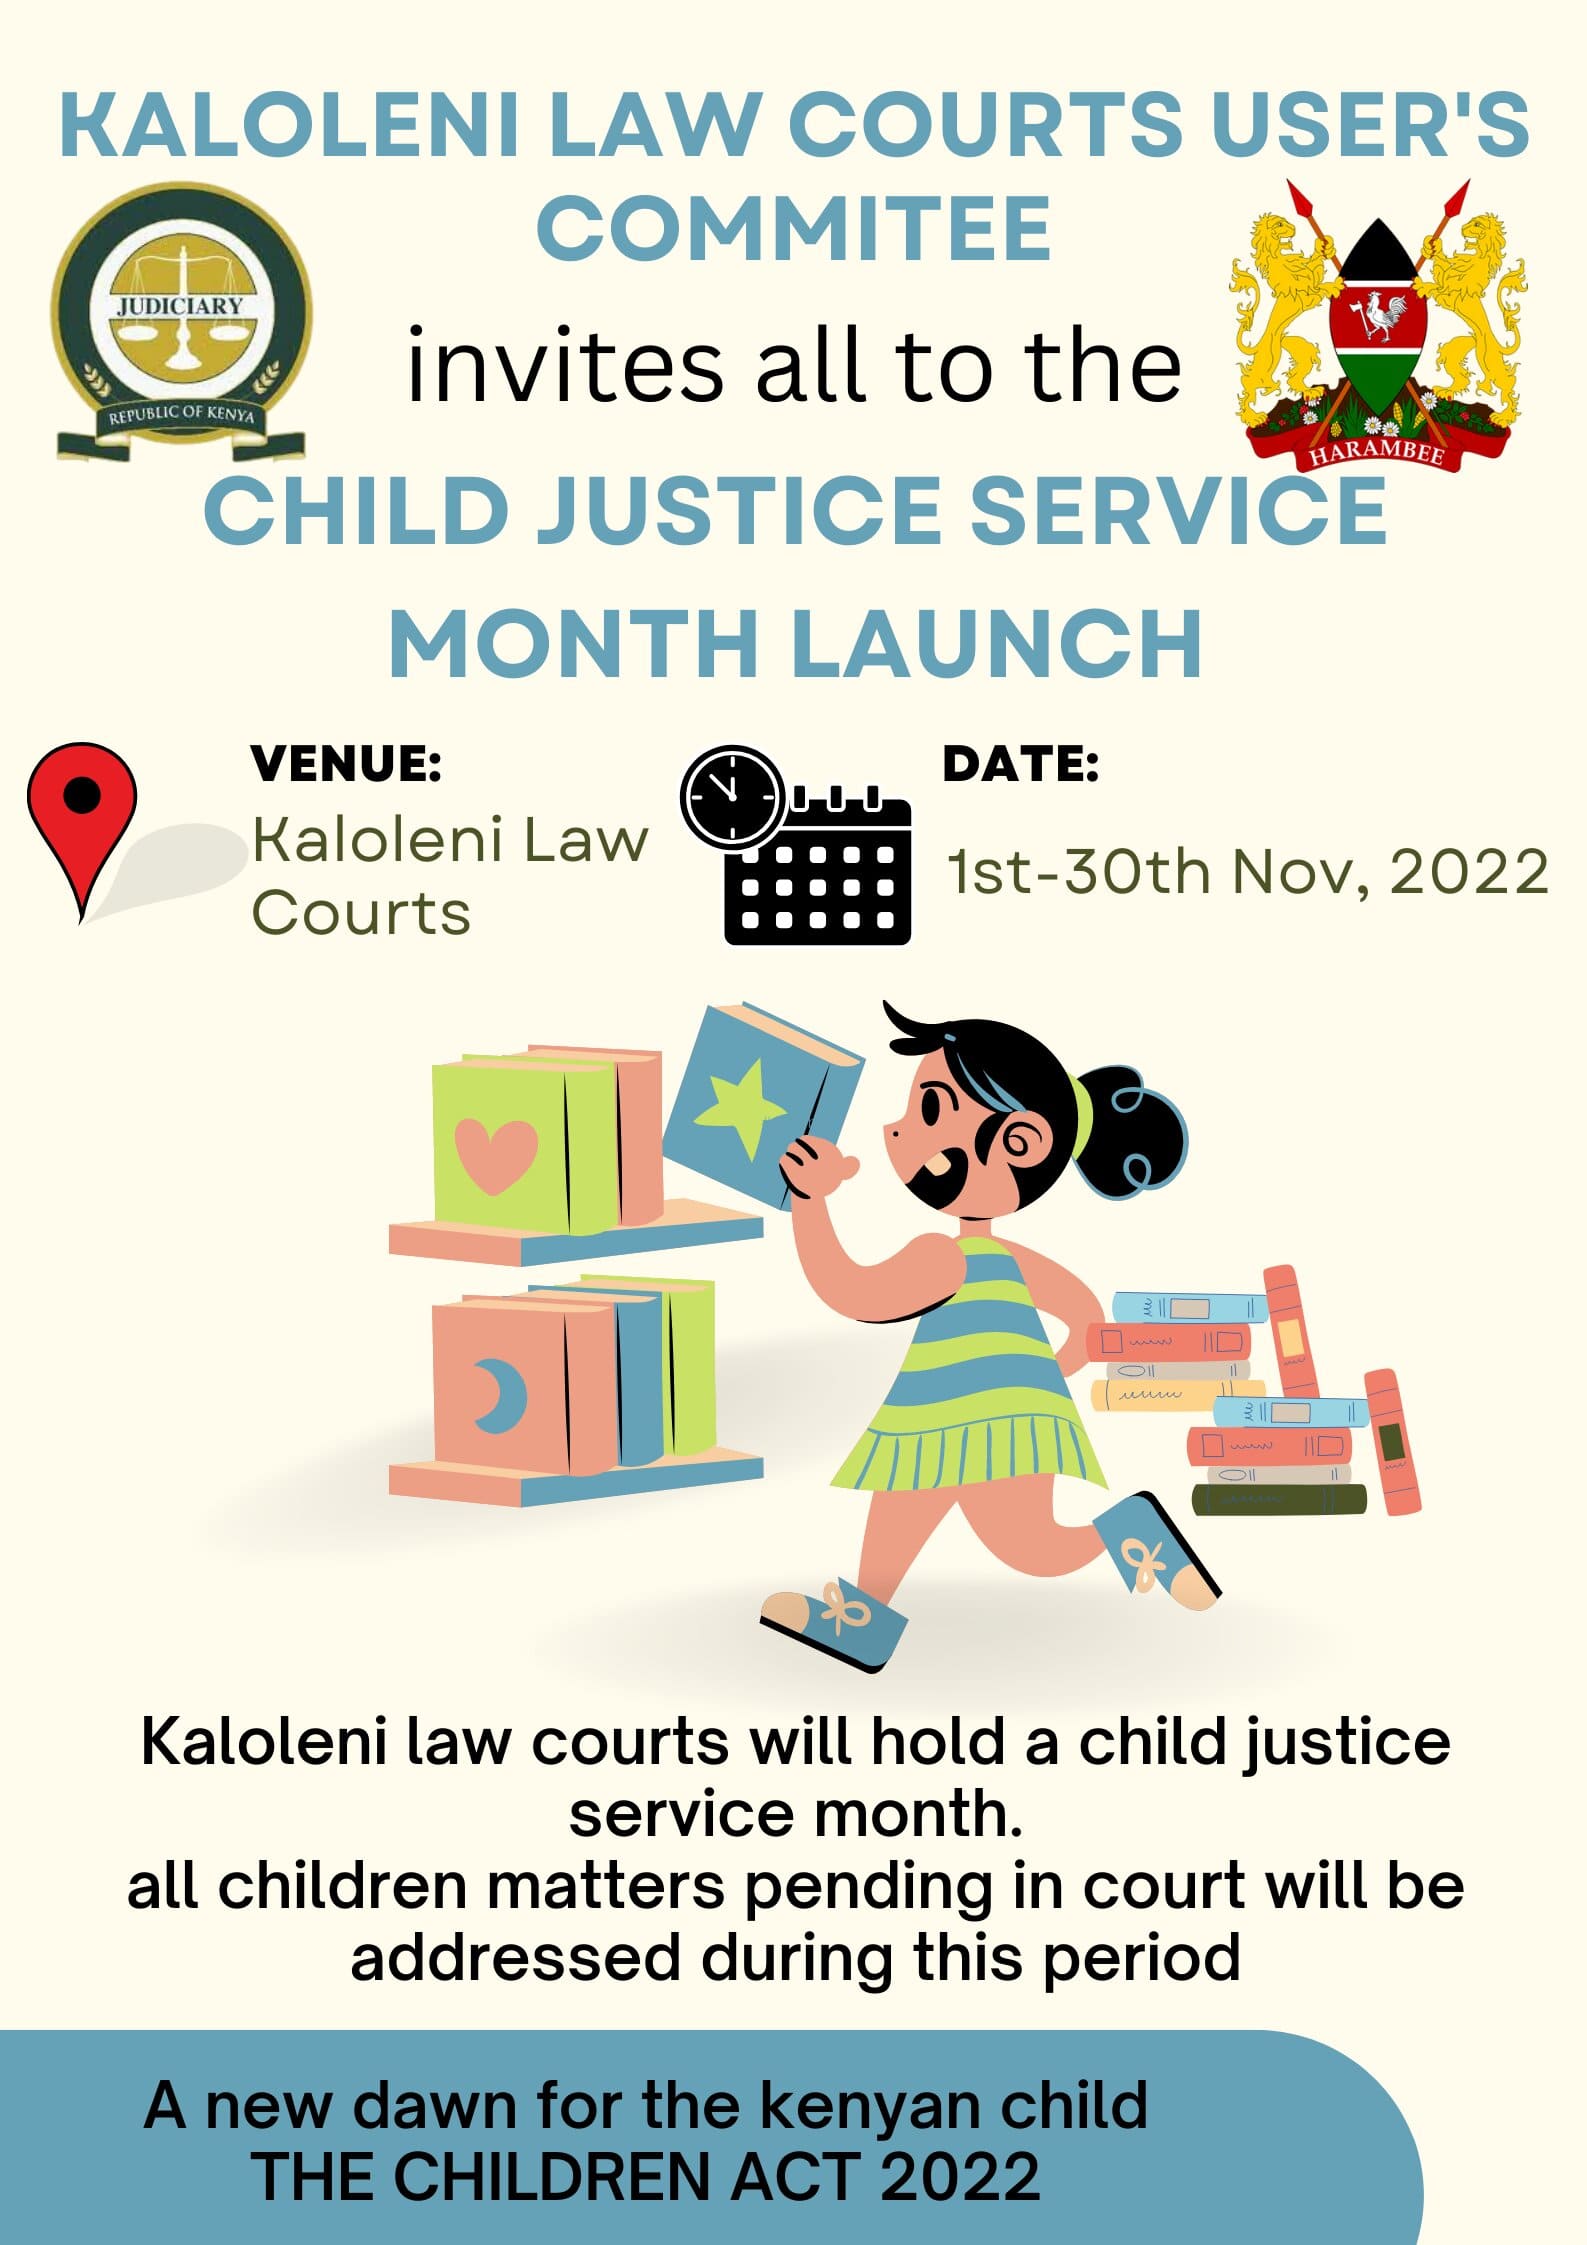 KALOLENI LAW COURTS USER'S
COMMITEE
JUDICIARY
REPUBLIC OF KENYA
HARAMBEE
invites all to the
CHILD JUSTICE SERVICE
MONTH LAUNCH
VENUE:
Kaloleni Law
Courts
DATE:
1st-30th Nov, 2022
Kaloleni law courts will hold a child justice
service month.
all children matters pending in court will be
addressed during this period
A new dawn for the kenyan child
THE CHILDREN ACT 2022